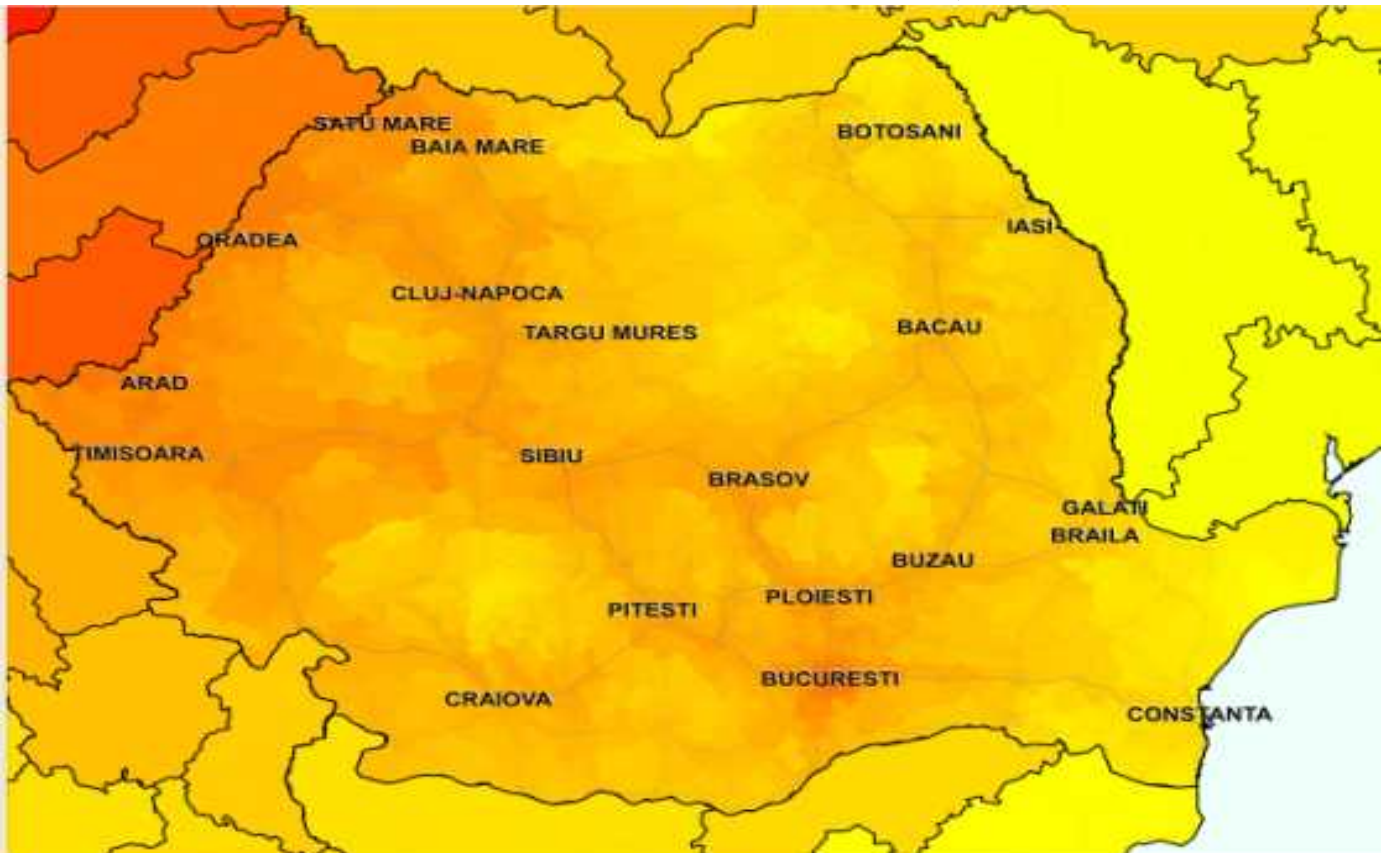 SATU MARE
BOTOSANI
BAIA MARE
IASI
ORADEA
CLUJ-NAPOCA
TARGU MURES
BACAU
ARAD
TIMISOARA
SIBIU
BRASOV
GALATI
BRAILA
BUZAU
PLOIESTI
PITESTI
BUCURESTI
CRAIOVA
CONSTANTA